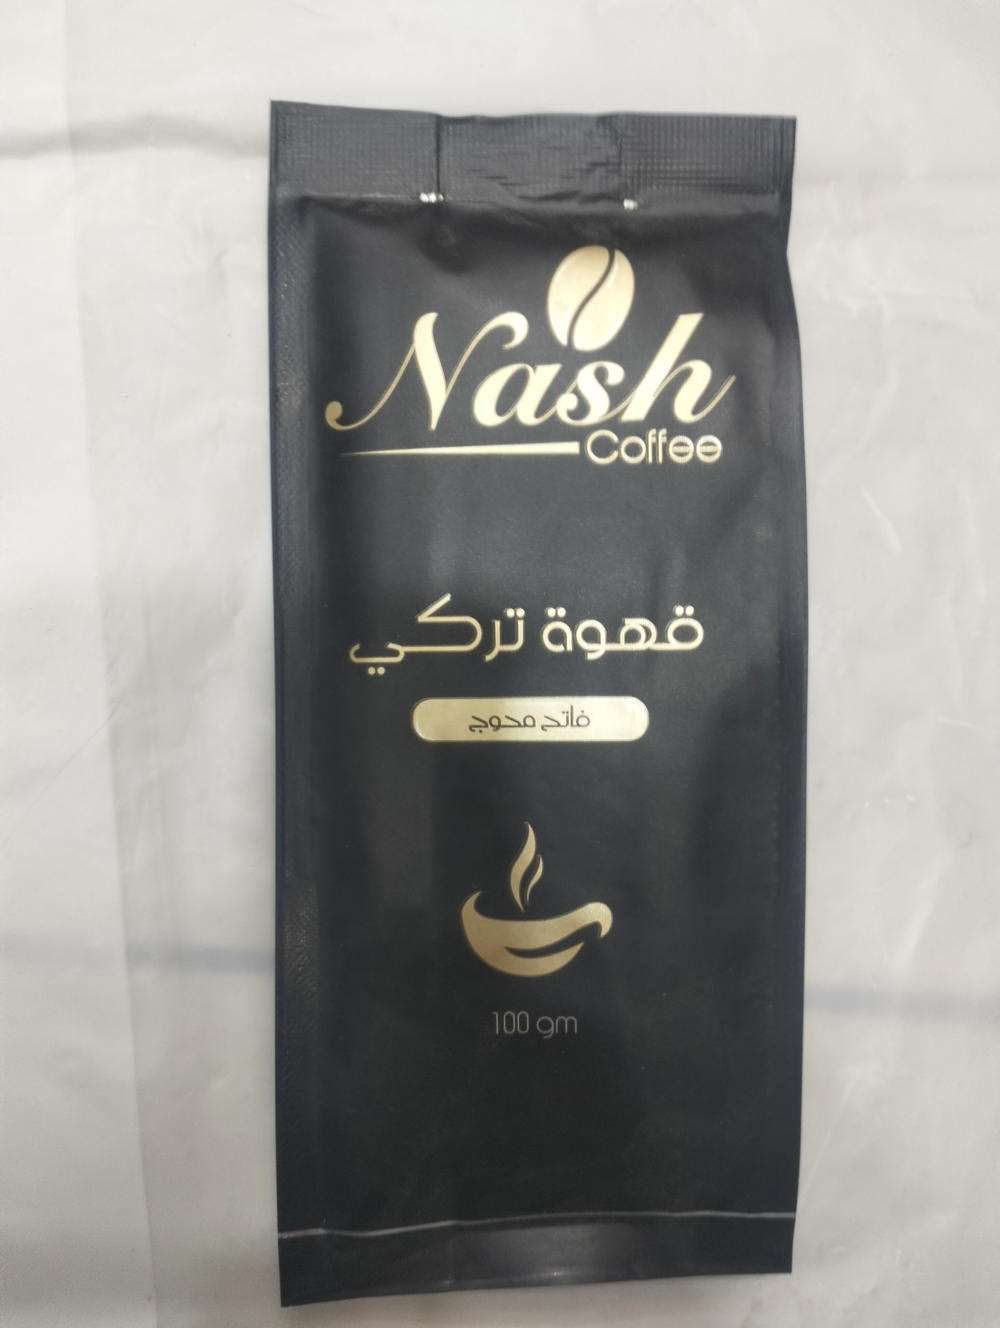 Nash
Coffee
قهوة تركي
فاتح محوج
100 gm